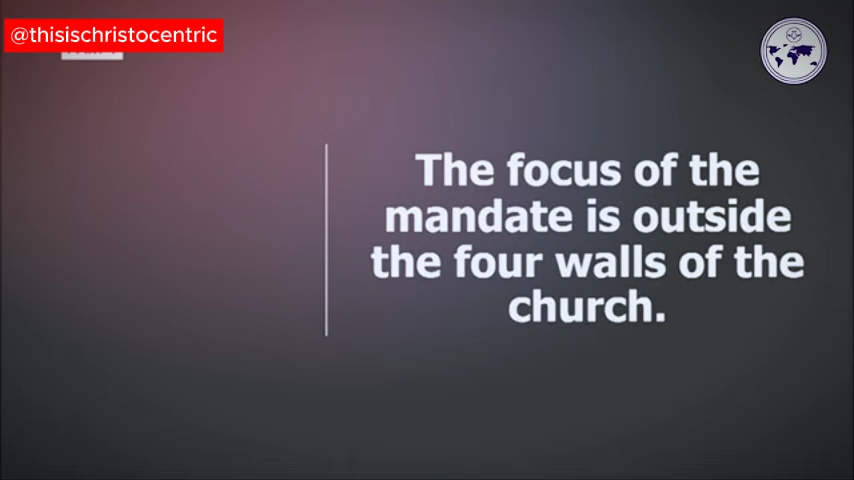 @thisischristocentric
The focus of the
mandate is outside
the four walls of the
church.